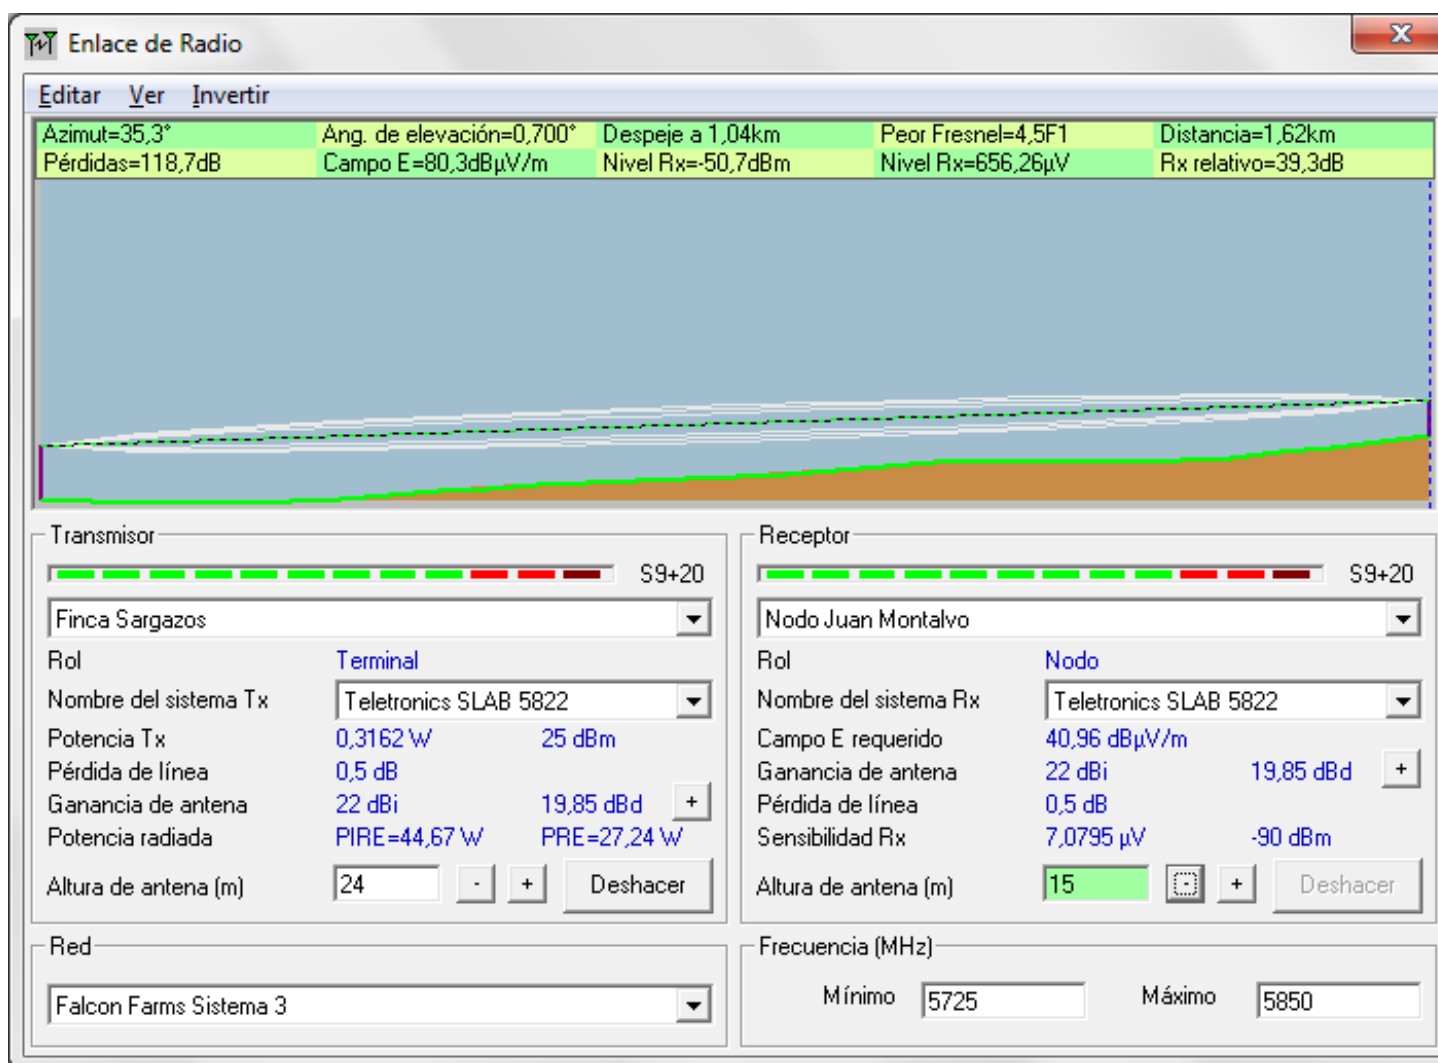 Enlace de Radio
Editar Ver Invertir
Azimut=35,3° Ang. de elevación=0,700° Despeje a 1,04km Peor Fresnel=4,5F1 Distancia=1,62km
Pérdidas=118,7dB Campo E=80,3dBµV/m Nivel Rx=-50,7dBm Nivel Rx=656,26µV Rx relativo=39,3dB
Transmisor
S9+20
Finca Sargazos
Rol Terminal
Nombre del sistema Tx Teletronics SLAB 5822
Potencia Tx 0,3162 W 25 dBm
Pérdida de línea 0,5 dB
Ganancia de antena 22 dBi 19,85 dBd +
Potencia radiada PIRE=44,67 W PRE=27,24 W
Altura de antena (m) 24 - + Deshacer
Receptor
S9+20
Nodo Juan Montalvo
Rol Nodo
Nombre del sistema Rx Teletronics SLAB 5822
Campo E requerido 40,96 dBµV/m
Ganancia de antena 22 dBi 19,85 dBd +
Pérdida de línea 0,5 dB
Sensibilidad Rx 7,0795 µV -90 dBm
Altura de antena (m) 15 - + Deshacer
Red
Falcon Farms Sistema 3
Frecuencia (MHz)
Mínimo 5725 Máximo 5850